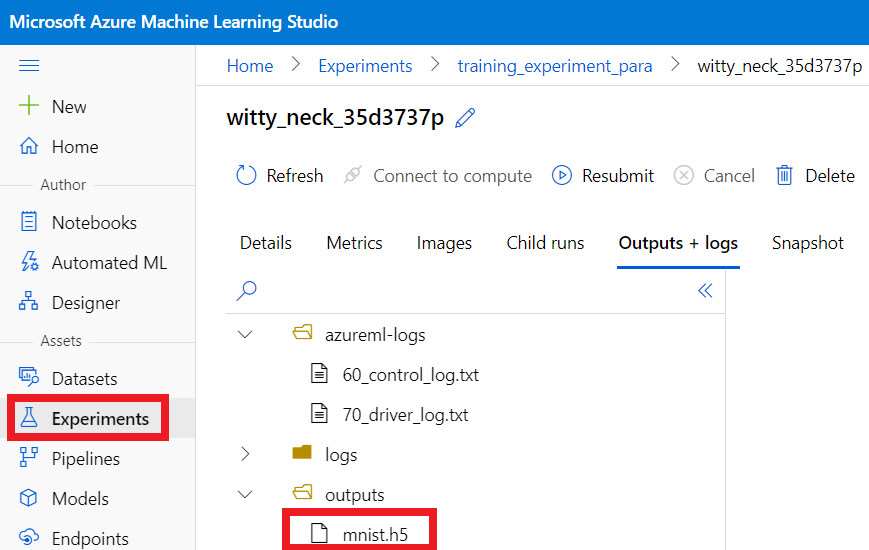 Microsoft Azure Machine Learning Studio
Home > Experiments > training_experiment_para > witty_neck_35d3737p
New
Home
Author
Notebooks
Automated ML
Designer
Assets
Datasets
Experiments
Pipelines
Models
Endpoints
witty_neck_35d3737p
Refresh Connect to compute Resubmit Cancel Delete
Details Metrics Images Child runs Outputs + logs Snapshot
azureml-logs
60_control_log.txt
70_driver_log.txt
logs
outputs
mnist.h5